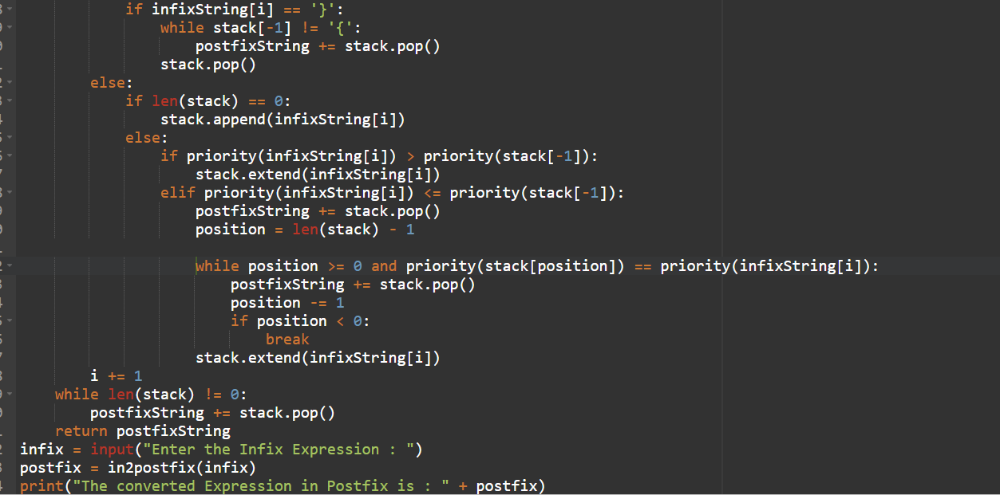 if infixString[i] == '}':
while stack[-1] != '{':
postfixString += stack.pop()
stack.pop()
else:
if len(stack) == 0:
stack.append(infixString[i])
else:
if priority(infixString[i]) > priority(stack[-1]):
stack.extend(infixString[i])
elif priority(infixString[i]) <= priority(stack[-1]):
postfixString += stack.pop()
position = len(stack) - 1
while position >= 0 and priority(stack[position]) == priority(infixString[i]):
postfixString += stack.pop()
position -= 1
if position < 0:
break
stack.extend(infixString[i])
i += 1
while len(stack) != 0:
postfixString += stack.pop()
return postfixString
infix = input("Enter the Infix Expression : ")
postfix = in2postfix(infix)
print("The converted Expression in Postfix is : " + postfix)